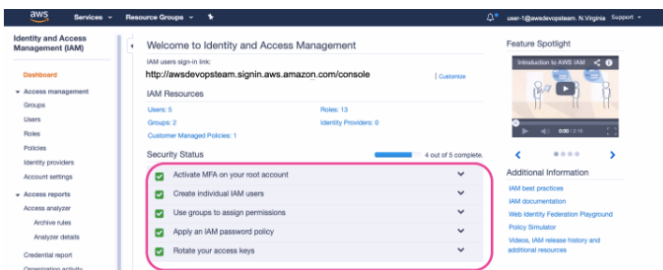 aws
Services
Resource Groups
user-1@awsdevopsteam. N.Virginia Support
Identity and Access
Management (IAM)
Dashboard
Access management
Groups
Users
Roles
Policies
Identity providers
Account settings
Access reports
Access analyzer
Archive rules
Analyzer details
Credential report
Organization activity
Welcome to Identity and Access Management
IAM users sign-in link:
http://awsdevopsteam.signin.aws.amazon.com/console
Customize
IAM Resources
Users: 5
Roles: 13
Groups: 2
Identity Providers: 0
Customer Managed Policies: 1
Security Status
4 out of 5 complete.
Activate MFA on your root account
Create individual IAM users
Use groups to assign permissions
Apply an IAM password policy
Rotate your access keys
Feature Spotlight
Introduction to AWS IAM
0:00 / 2:16
Additional Information
IAM best practices
IAM documentation
Web Identity Federation Playground
Policy Simulator
Videos, IAM release history and
additional resources